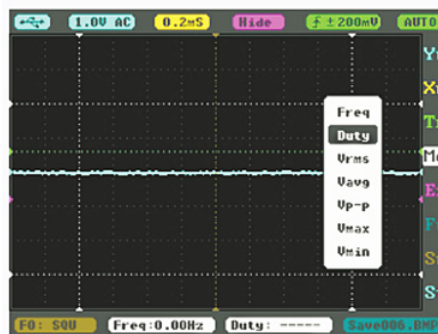 1.0V AC 0.2mS Hide ±200mV AUTO
Freq
Duty
Vrms
Vavg
Vp-p
Vmax
Vmin
FO: SQU Freq:0.00Hz Duty: ----- Save006.BMP